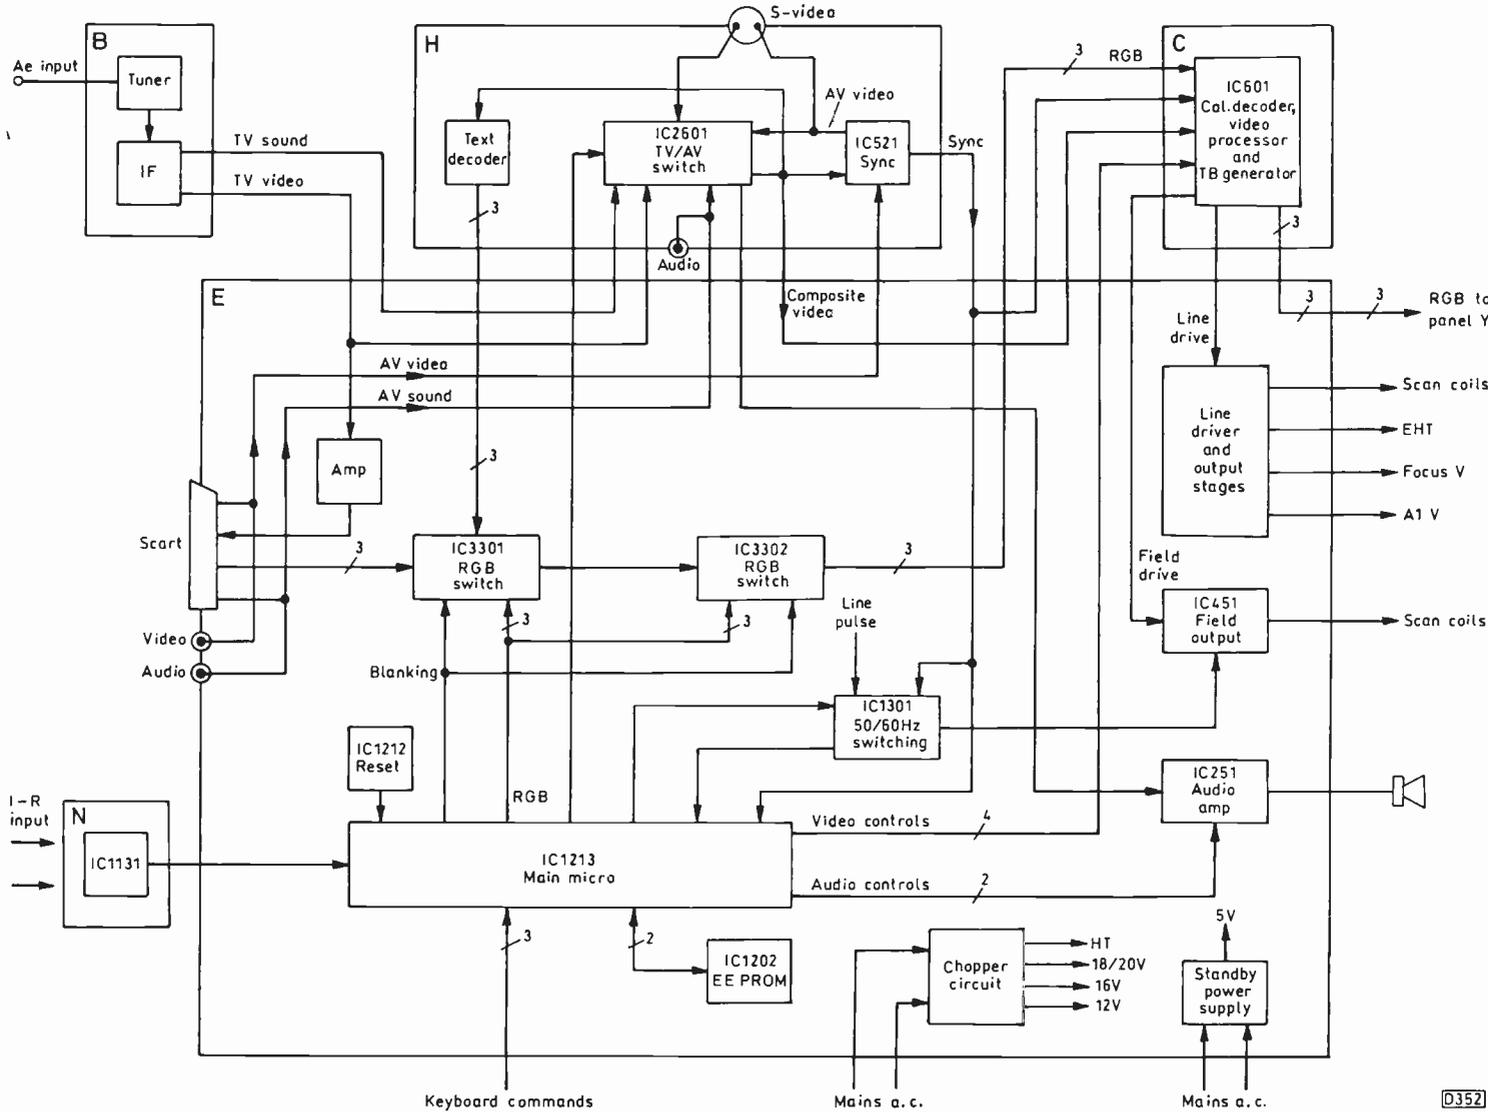 S-video
B
H
C
3
RGB
Ae input
Tuner
AV video
IC601
Cal.decoder,
video
processor
and
TB generator
Text
decoder
IC2601
TV/AV
switch
IC521
Sync
Sync
TV sound
IF
TV video
3
3
Audio
E
Composite
video
3
3
RGB to
panel Y
Line
drive
AV video
Scan coils
AV sound
Line
driver
and
output
stages
EHT
3
Amp
Focus V
A1 V
Scart
3
IC3301
RGB
switch
IC3302
RGB
switch
3
Field
drive
Line
pulse
IC451
Field
output
Scan coils
3
3
Video
Audio
Blanking
IC1301
50/60Hz
switching
IC1212
Reset
IC251
Audio
amp
I-R
input
N
RGB
Video controls
4
IC1131
IC1213
Main micro
Audio controls
2
5V
3
2
IC1202
EE PROM
Chopper
circuit
HT
18/20V
16V
12V
Standby
power
supply
Keyboard commands
Mains a.c.
Mains a.c.
D352